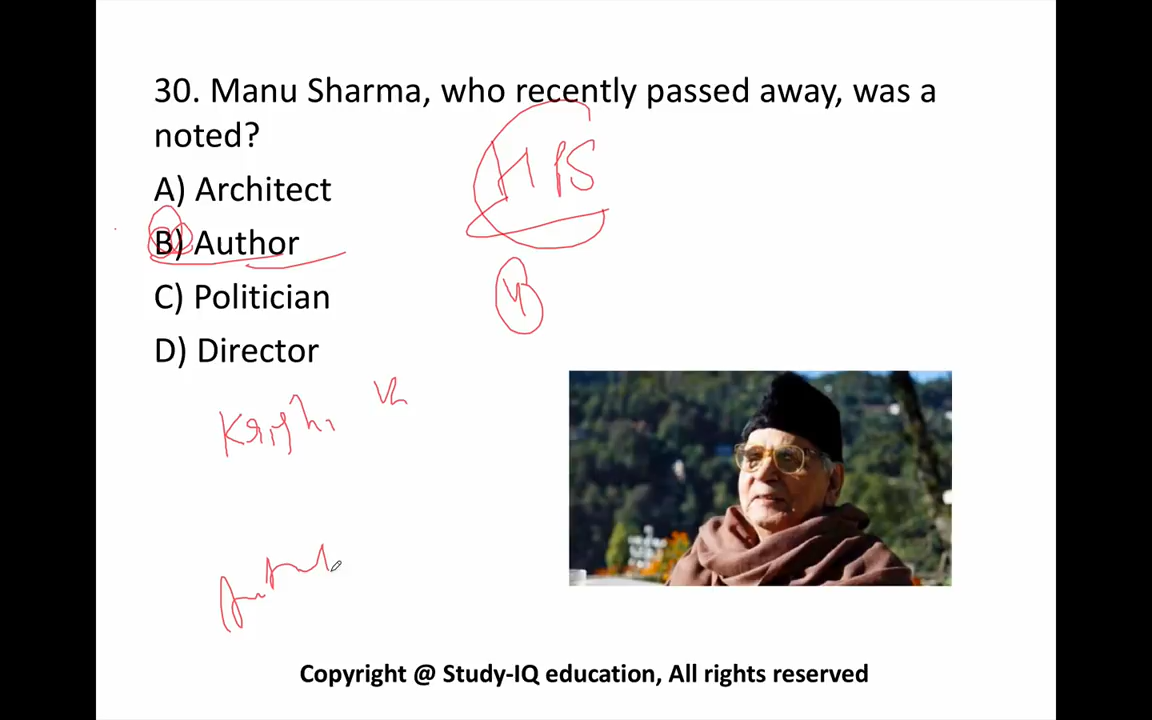 30. Manu Sharma, who recently passed away, was a
noted?
HPS
A) Architect
B) Author
C) Politician
D) Director
Copyright @ Study-IQ education, All rights reserved